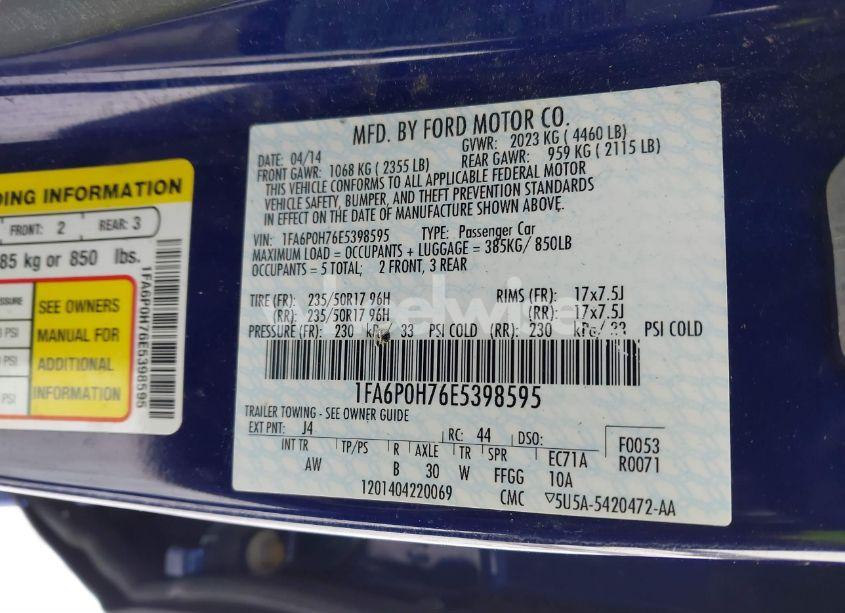 DING INFORMATION
FRONT: 2 REAR: 3
85 kg or 850 lbs.
SEE OWNERS
MANUAL FOR
ADDITIONAL
INFORMATION
PSI
PSI
1FA6P0H76E5398595
MFD. BY FORD MOTOR CO.
DATE: 04/14 GVWR: 2023 KG ( 4460 LB)
FRONT GAWR: 1068 KG ( 2355 LB) REAR GAWR: 959 KG ( 2115 LB)
THIS VEHICLE CONFORMS TO ALL APPLICABLE FEDERAL MOTOR
VEHICLE SAFETY, BUMPER, AND THEFT PREVENTION STANDARDS
IN EFFECT ON THE DATE OF MANUFACTURE SHOWN ABOVE.
VIN: 1FA6P0H76E5398595 TYPE: Passenger Car
MAXIMUM LOAD = OCCUPANTS + LUGGAGE = 385KG/ 850LB
OCCUPANTS = 5 TOTAL; 2 FRONT, 3 REAR
TIRE (FR): 235/50R17 96H RIMS (FR): 17x7.5J
(RR): 235/50R17 96H (RR): 17x7.5J
PRESSURE (FR): 230 kPa/ 33 PSI COLD (RR): 230 kPa/ 33 PSI COLD
1FA6P0H76E5398595
TRAILER TOWING - SEE OWNER GUIDE
EXT PNT: J4 RC: 44 DSO: F0053
INT TR TP/PS R AXLE TR SPR EC71A R0071
AW B 30 W FFGG 10A
1201404220069 CMC ▽5U5A-5420472-AA